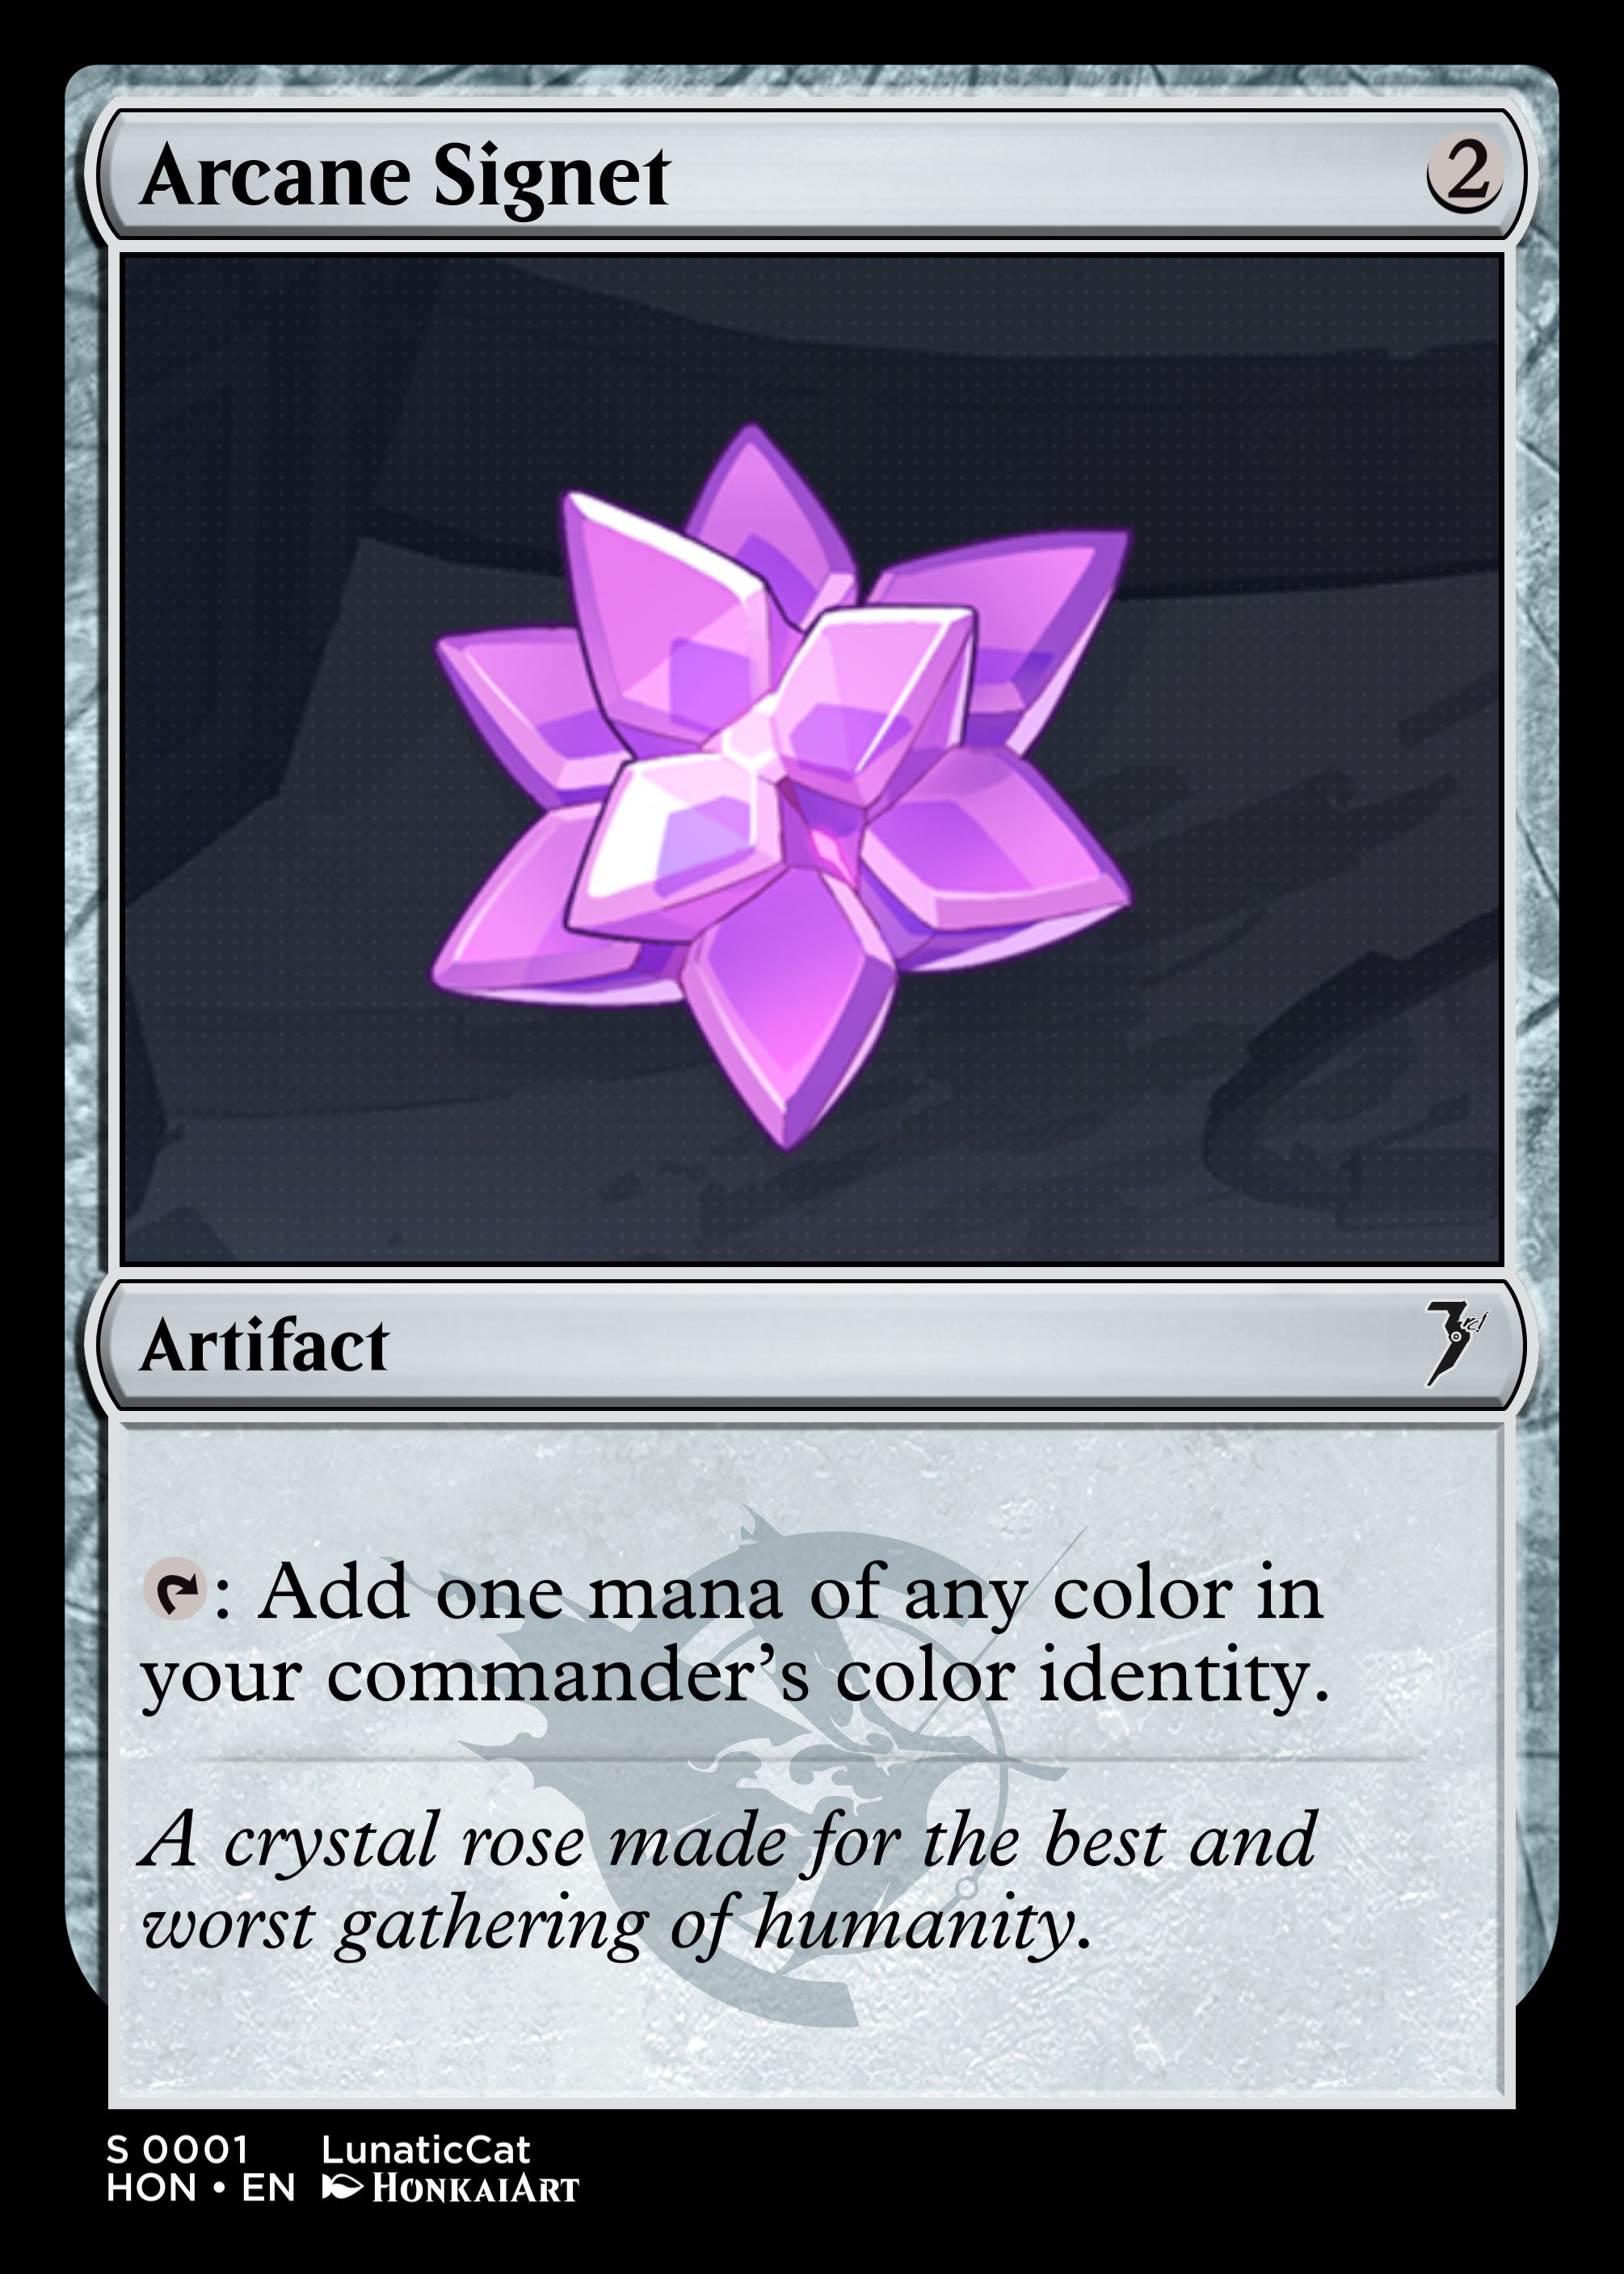 Arcane Signet
2
Artifact
3rd
: Add one mana of any color in
your commander’s color identity.
A crystal rose made for the best and
worst gathering of humanity.
S 0001 LunaticCat
HON • EN HonkaiArt